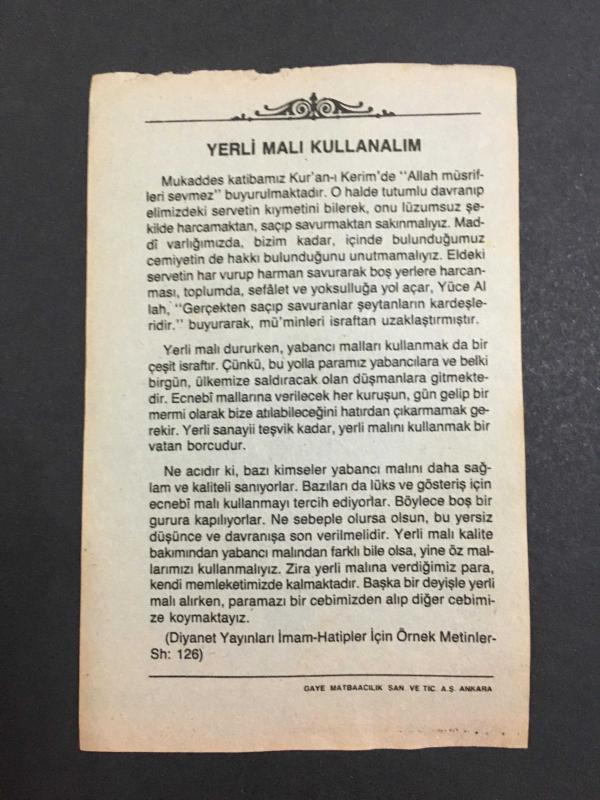 YERLİ MALI KULLANALIM
Mukaddes katibamız Kur'an-ı Kerim'de "Allah müsrif-
leri sevmez" buyurulmaktadır. O halde tutumlu davranıp
elimizdeki servetin kıymetini bilerek, onu lüzumsuz şe-
kilde harcamaktan, saçıp savurmaktan sakınmalıyız. Mad-
dî varlığımızda, bizim kadar, içinde bulunduğumuz
cemiyetin de hakkı bulunduğunu unutmamalıyız. Eldeki
servetin har vurup harman savurarak boş yerlere harcan-
ması, toplumda, sefâlet ve yoksulluğa yol açar, Yüce Al
lah, "Gerçekten saçıp savuranlar şeytanların kardeşle-
ridir." buyurarak, mü'minleri israftan uzaklaştırmıştır.
Yerli malı dururken, yabancı malları kullanmak da bir
çeşit israftır. Çünkü, bu yolla paramız yabancılara ve belki
birgün, ülkemize saldıracak olan düşmanlara gitmekte-
dir. Ecnebî mallarına verilecek her kuruşun, gün gelip bir
mermi olarak bize atılabileceğini hatırdan çıkarmamak ge-
rekir. Yerli sanayii teşvik kadar, yerli malını kullanmak bir
vatan borcudur.
Ne acıdır ki, bazı kimseler yabancı malını daha sağ-
lam ve kaliteli sanıyorlar. Bazıları da lüks ve gösteriş için
ecnebî malı kullanmayı tercih ediyorlar. Böylece boş bir
gurura kapılıyorlar. Ne sebeple olursa olsun, bu yersiz
düşünce ve davranışa son verilmelidir. Yerli malı kalite
bakımından yabancı malından farklı bile olsa, yine öz mal-
larımızı kullanmalıyız. Zira yerli malına verdiğimiz para,
kendi memleketimizde kalmaktadır. Başka bir deyişle yerli
malı alırken, paramazı bir cebimizden alıp diğer cebimi-
ze koymaktayız.
(Diyanet Yayınları İmam-Hatipler İçin Örnek Metinler-
Sh: 126)
GAYE MATBAACILIK SAN. VE TİC. A.Ş. ANKARA